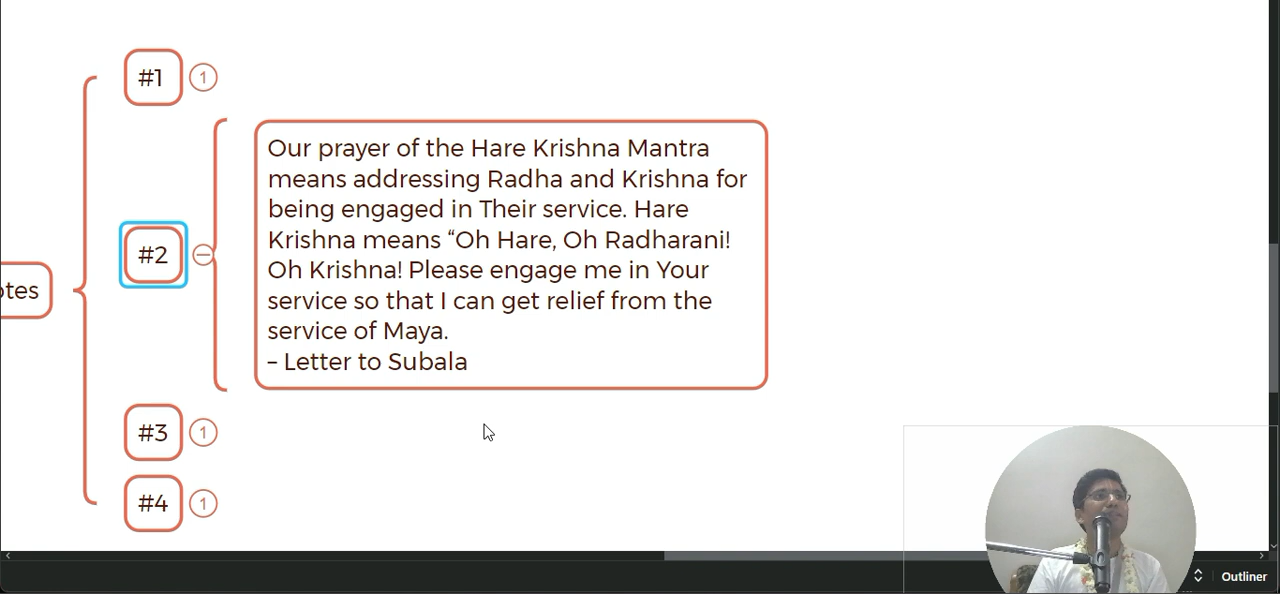 #1 1
Our prayer of the Hare Krishna Mantra
means addressing Radha and Krishna for
being engaged in Their service. Hare
Krishna means “Oh Hare, Oh Radharani!
Oh Krishna! Please engage me in Your
service so that I can get relief from the
service of Maya.
– Letter to Subala
#2
otes
#3 1
#4 1
Outliner